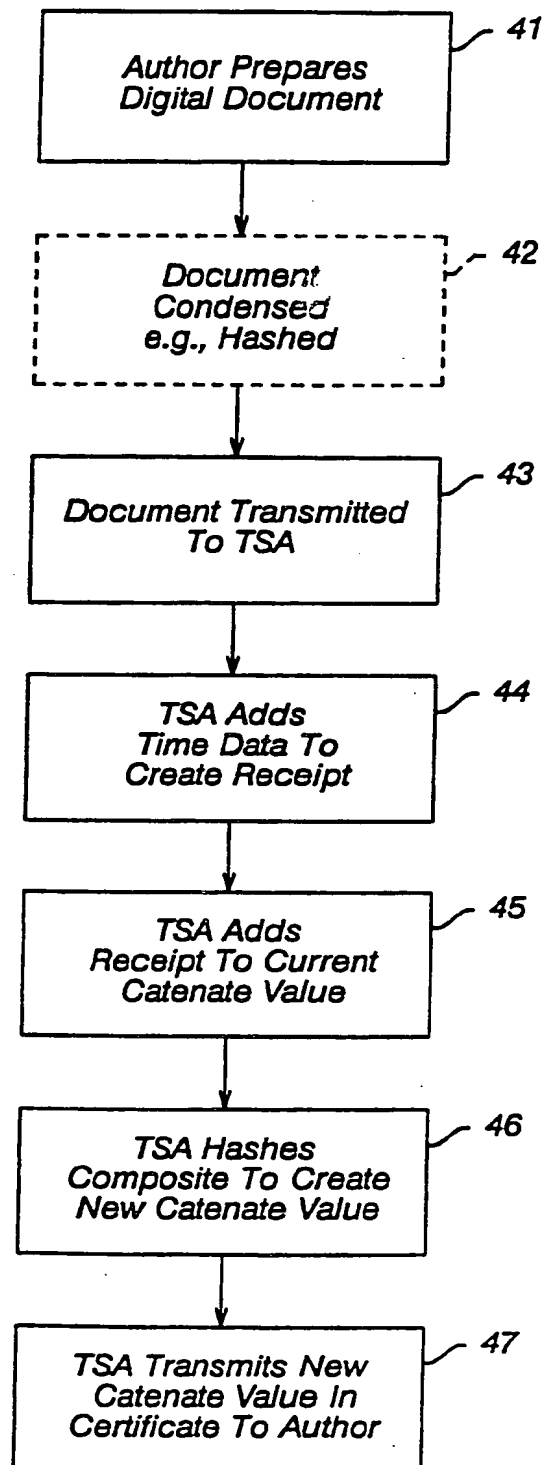 41
Author Prepares
Digital Document
42
Document
Condensed
e.g., Hashed
43
Document Transmitted
To TSA
44
TSA Adds
Time Data To
Create Receipt
45
TSA Adds
Receipt To Current
Catenate Value
46
TSA Hashes
Composite To Create
New Catenate Value
47
TSA Transmits New
Catenate Value In
Certificate To Author